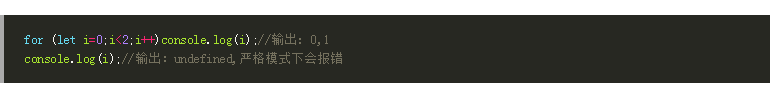 for (let i=0;i<2;i++)console.log(i);//输出: 0,1
console.log(i);//输出: undefined,严格模式下会报错